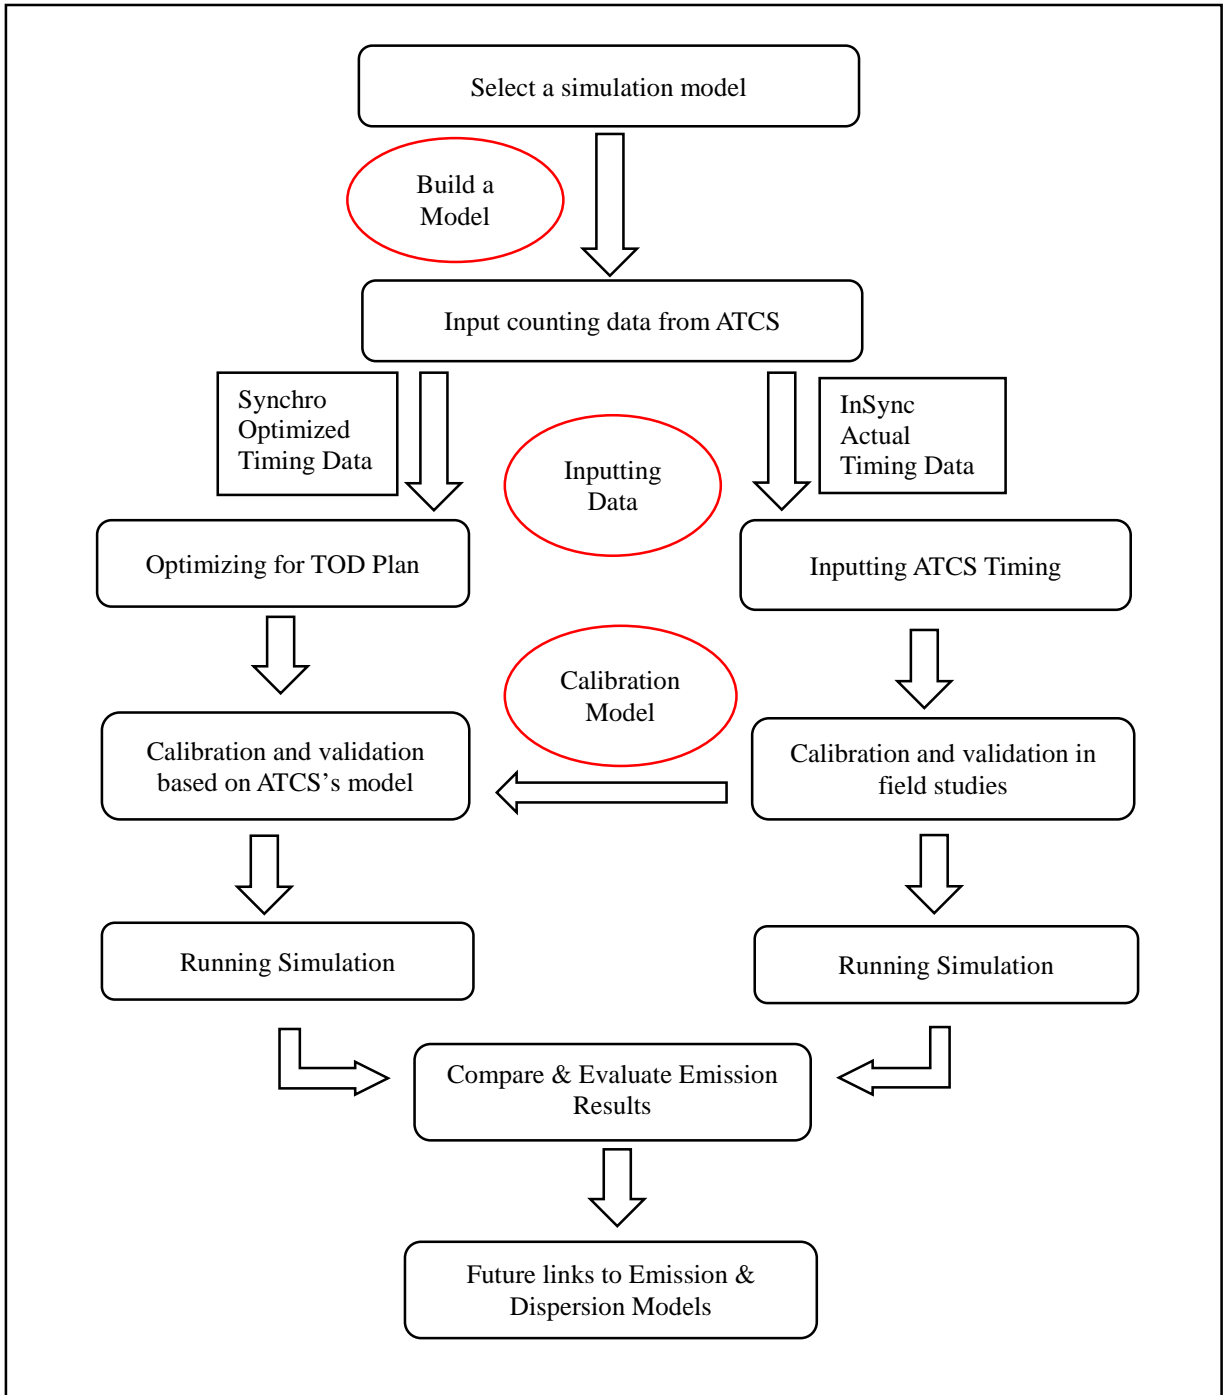 Select a simulation model
Build a
Model
Input counting data from ATCS
Synchro
Optimized
Timing Data
InSync
Actual
Timing Data
Inputting
Data
Optimizing for TOD Plan
Inputting ATCS Timing
Calibration
Model
Calibration and validation
based on ATCS’s model
Calibration and validation in
field studies
Running Simulation
Running Simulation
Compare & Evaluate Emission
Results
Future links to Emission &
Dispersion Models